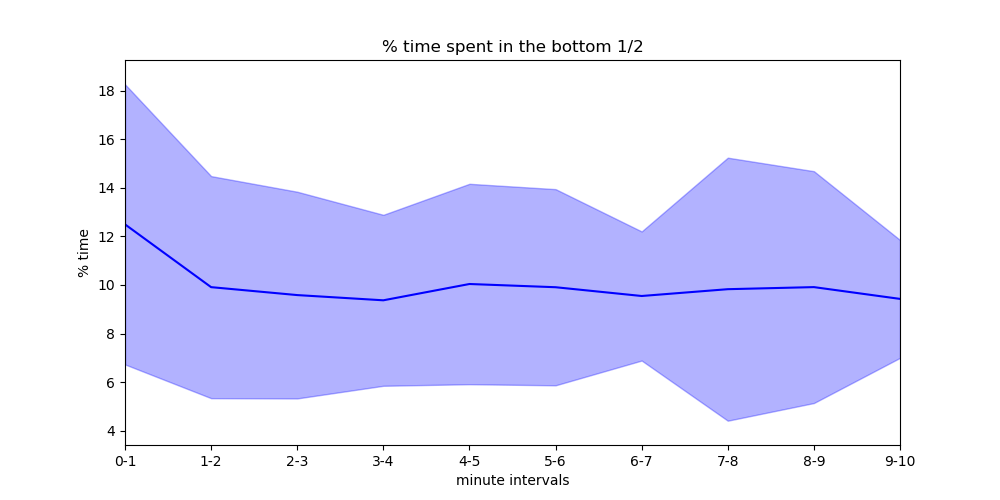 % time spent in the bottom 1/2
% time
18
16
14
12
10
8
6
4
0-1 1-2 2-3 3-4 4-5 5-6 6-7 7-8 8-9 9-10
minute intervals